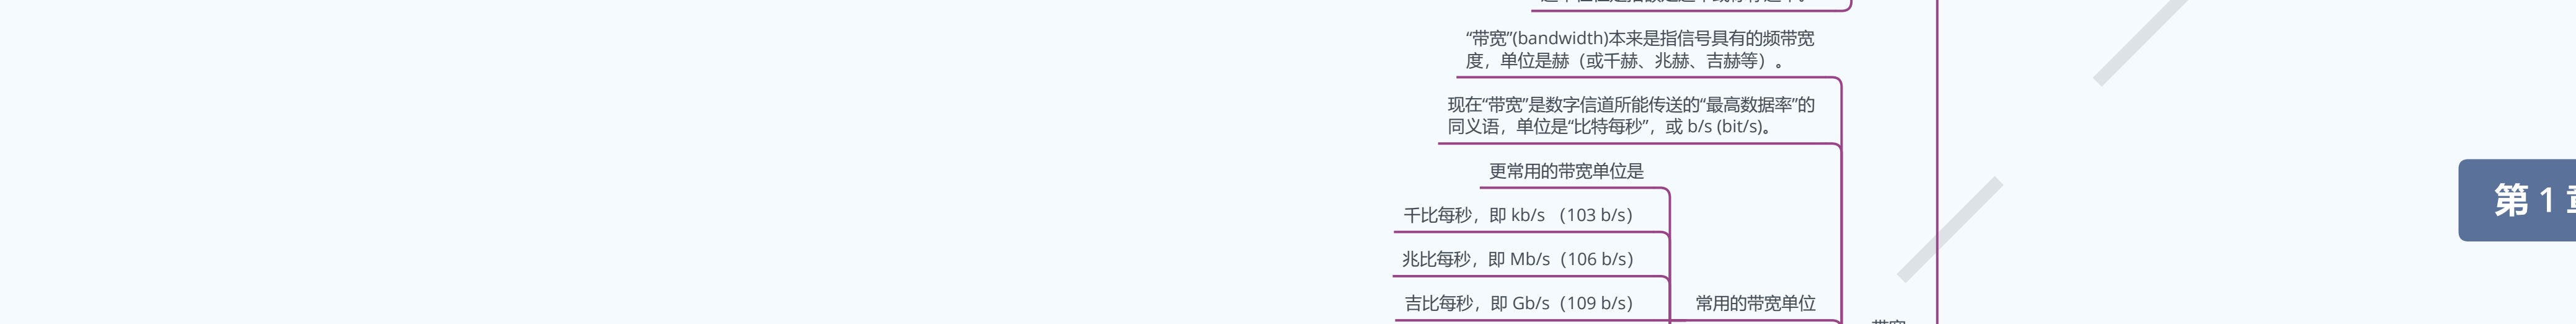 “带宽”(bandwidth)本来是指信号具有的频带宽
度，单位是赫（或千赫、兆赫、吉赫等）。
现在“带宽”是数字信道所能传送的“最高数据率”的
同义语，单位是“比特每秒”，或 b/s (bit/s)。
更常用的带宽单位是
千比每秒，即 kb/s （103 b/s）
兆比每秒，即 Mb/s（106 b/s）
吉比每秒，即 Gb/s（109 b/s）
常用的带宽单位
第 1